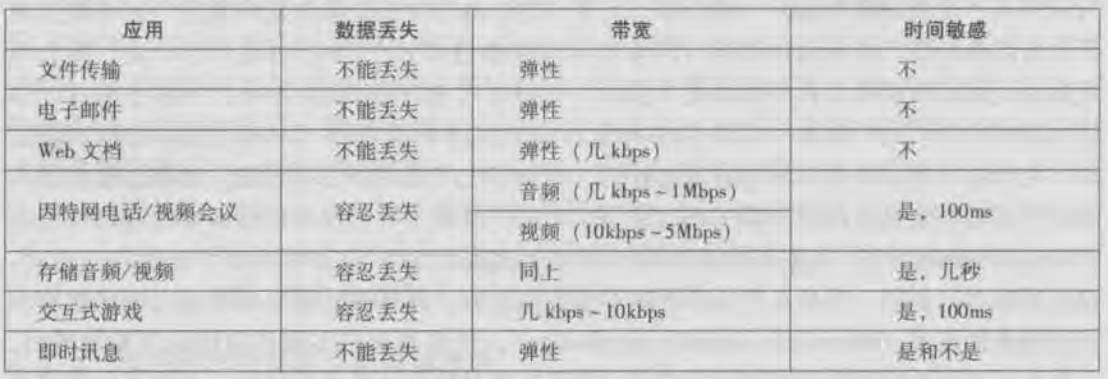 应用 数据丢失 带宽 时间敏感
文件传输 不能丢失 弹性 不
电子邮件 不能丢失 弹性 不
Web 文档 不能丢失 弹性（几 kbps） 不
因特网电话/视频会议 容忍丢失 音频（几 kbps ~ 1Mbps） 是，100ms
视频（10kbps ~ 5Mbps）
存储音频/视频 容忍丢失 同上 是，几秒
交互式游戏 容忍丢失 几 kbps ~ 10kbps 是，100ms
即时讯息 不能丢失 弹性 是和不是